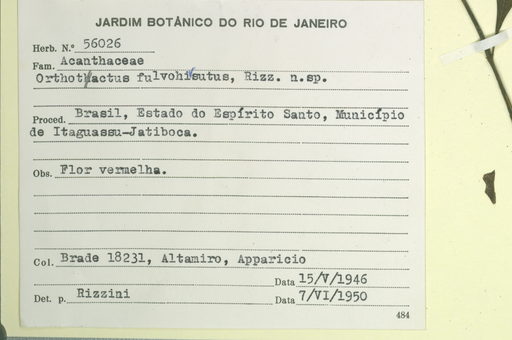 JARDIM BOTÂNICO DO RIO DE JANEIRO
Herb. N.º 56026
Fam. Acanthaceae
Orthotactus fulvohisutus, Rizz. n.sp.
Proced. Brasil, Estado do Espírito Santo, Município
de Itaguassu-Jatiboca.
Obs. Flor vermelha.
Col. Brade 18231, Altamiro, Apparicio
Data 15/V/1946
Det. p. Rizzini Data 7/VI/1950
484